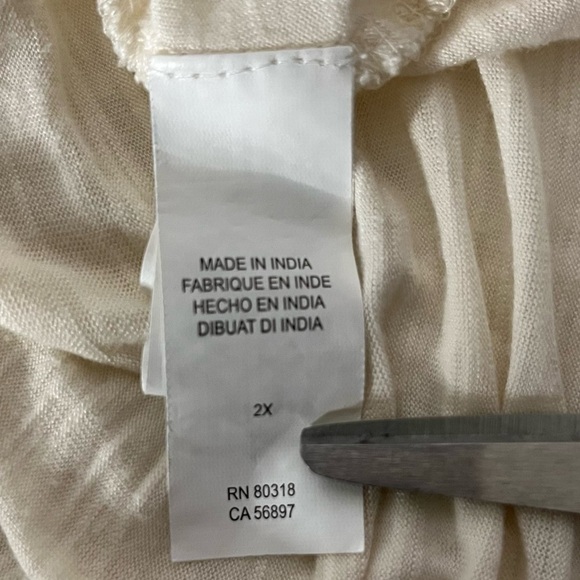 MADE IN INDIA
FABRIQUE EN INDE
HECHO EN INDIA
DIBUAT DI INDIA
2X
RN 80318
CA 56897